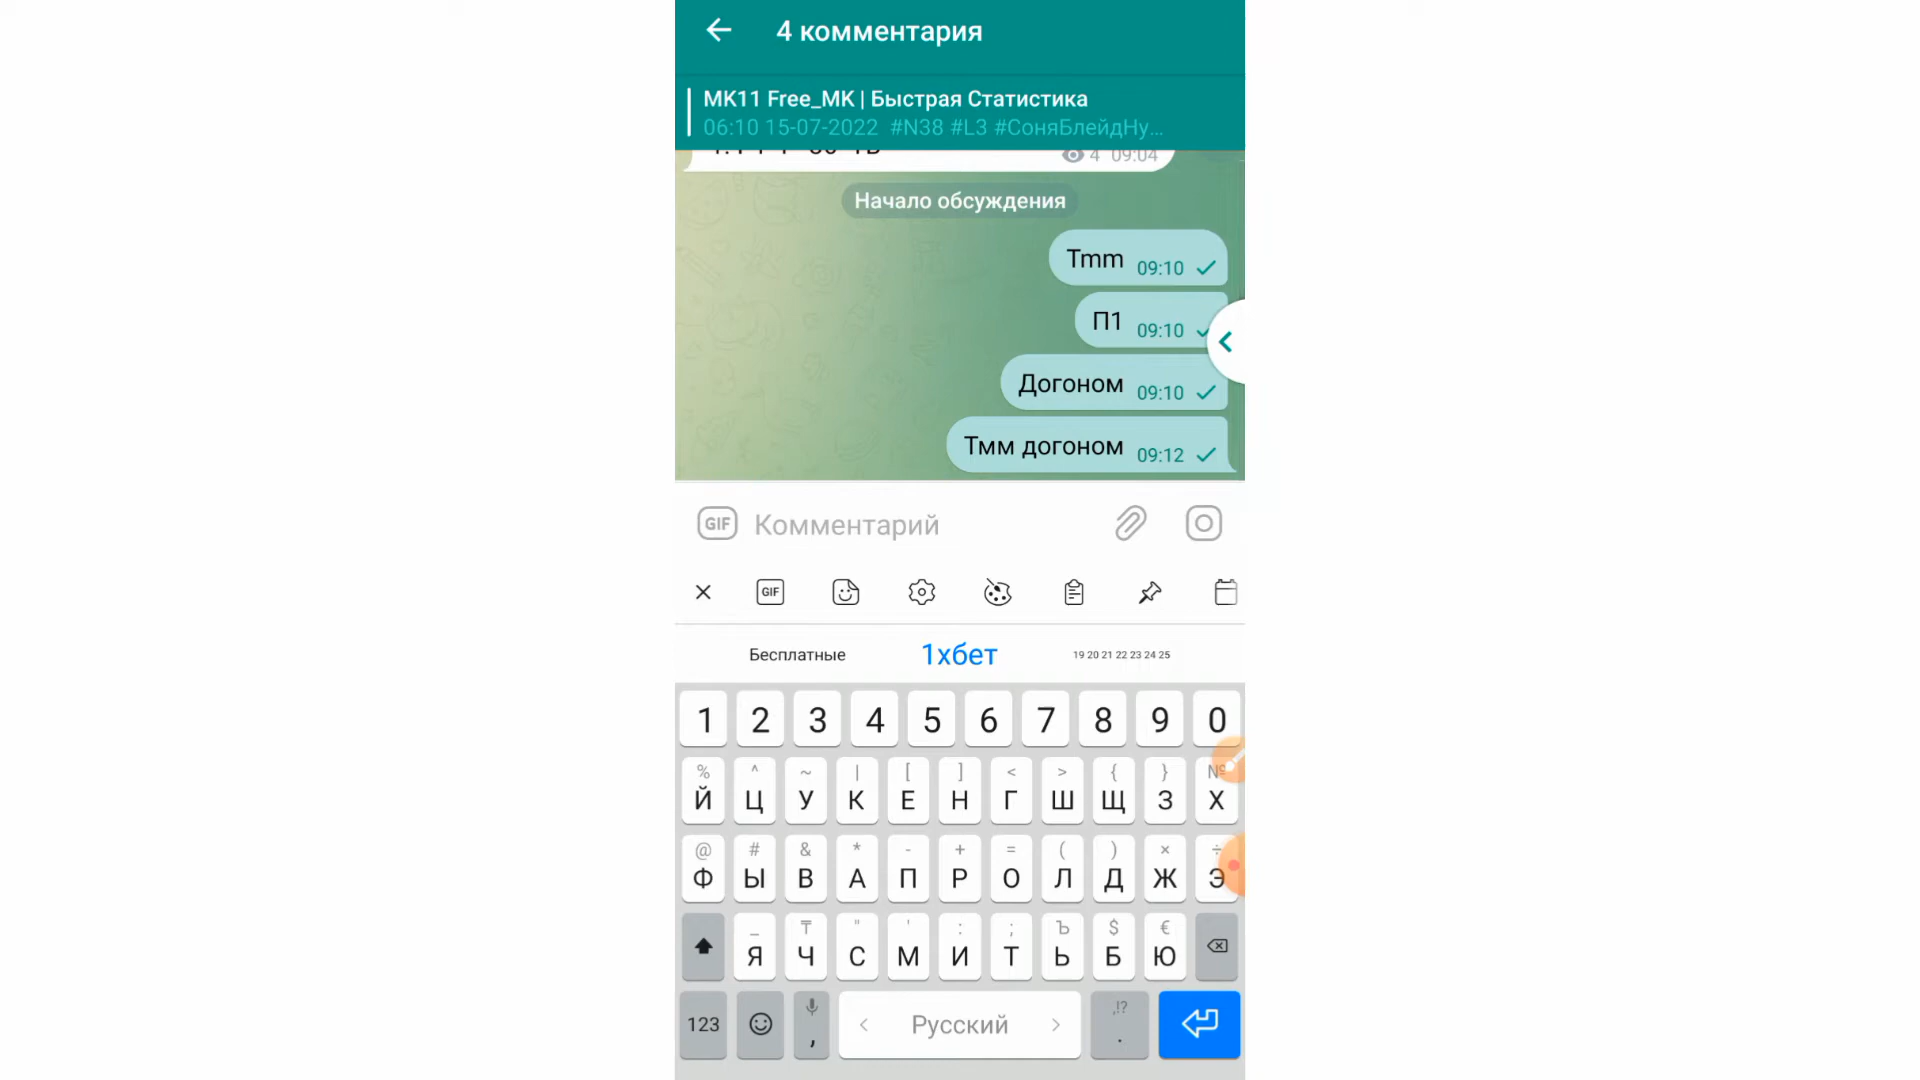 4 комментария
MK11 Free_MK | Быстрая Статистика
06:10 15-07-2022 #N38 #L3 #СоняБлейдНу...
4 09:04
Начало обсуждения
Tmm 09:10
П1 09:10
Догоном 09:10
Тмм догоном 09:12
GIF Комментарий
GIF
Бесплатные 1хбет 19 20 21 22 23 24 25
1 2 3 4 5 6 7 8 9 0
% ^ ~ | [ ] < > { } №
Й Ц У К Е Н Г Ш Щ З Х
@ # & * - + = ( ) × ÷
Ф Ы В А П Р О Л Д Ж Э
_ ₸ " ' : ; Ъ $ €
Я Ч С М И Т Ь Б Ю
,!?
123 , < Русский > .